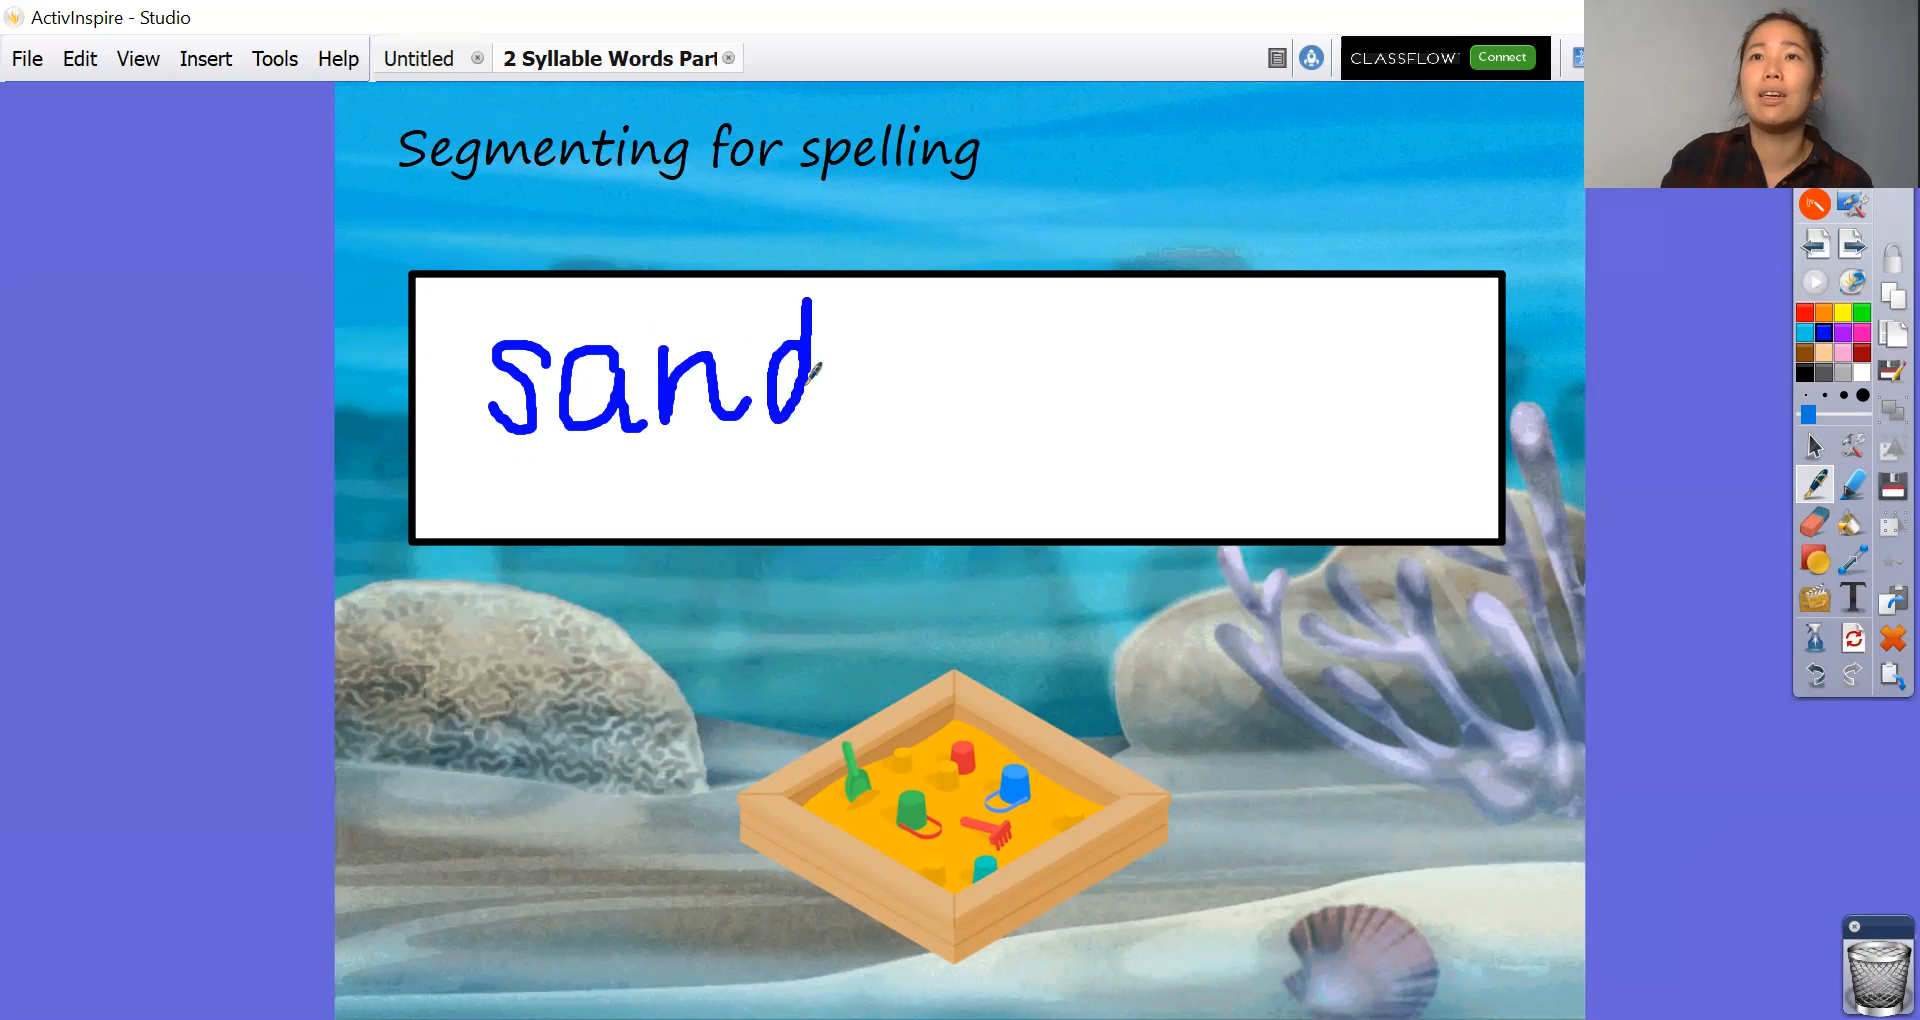 ActivInspire - Studio
File Edit View Insert Tools Help Untitled 2 Syllable Words Part
CLASSFLOW Connect
Segmenting for spelling
sand